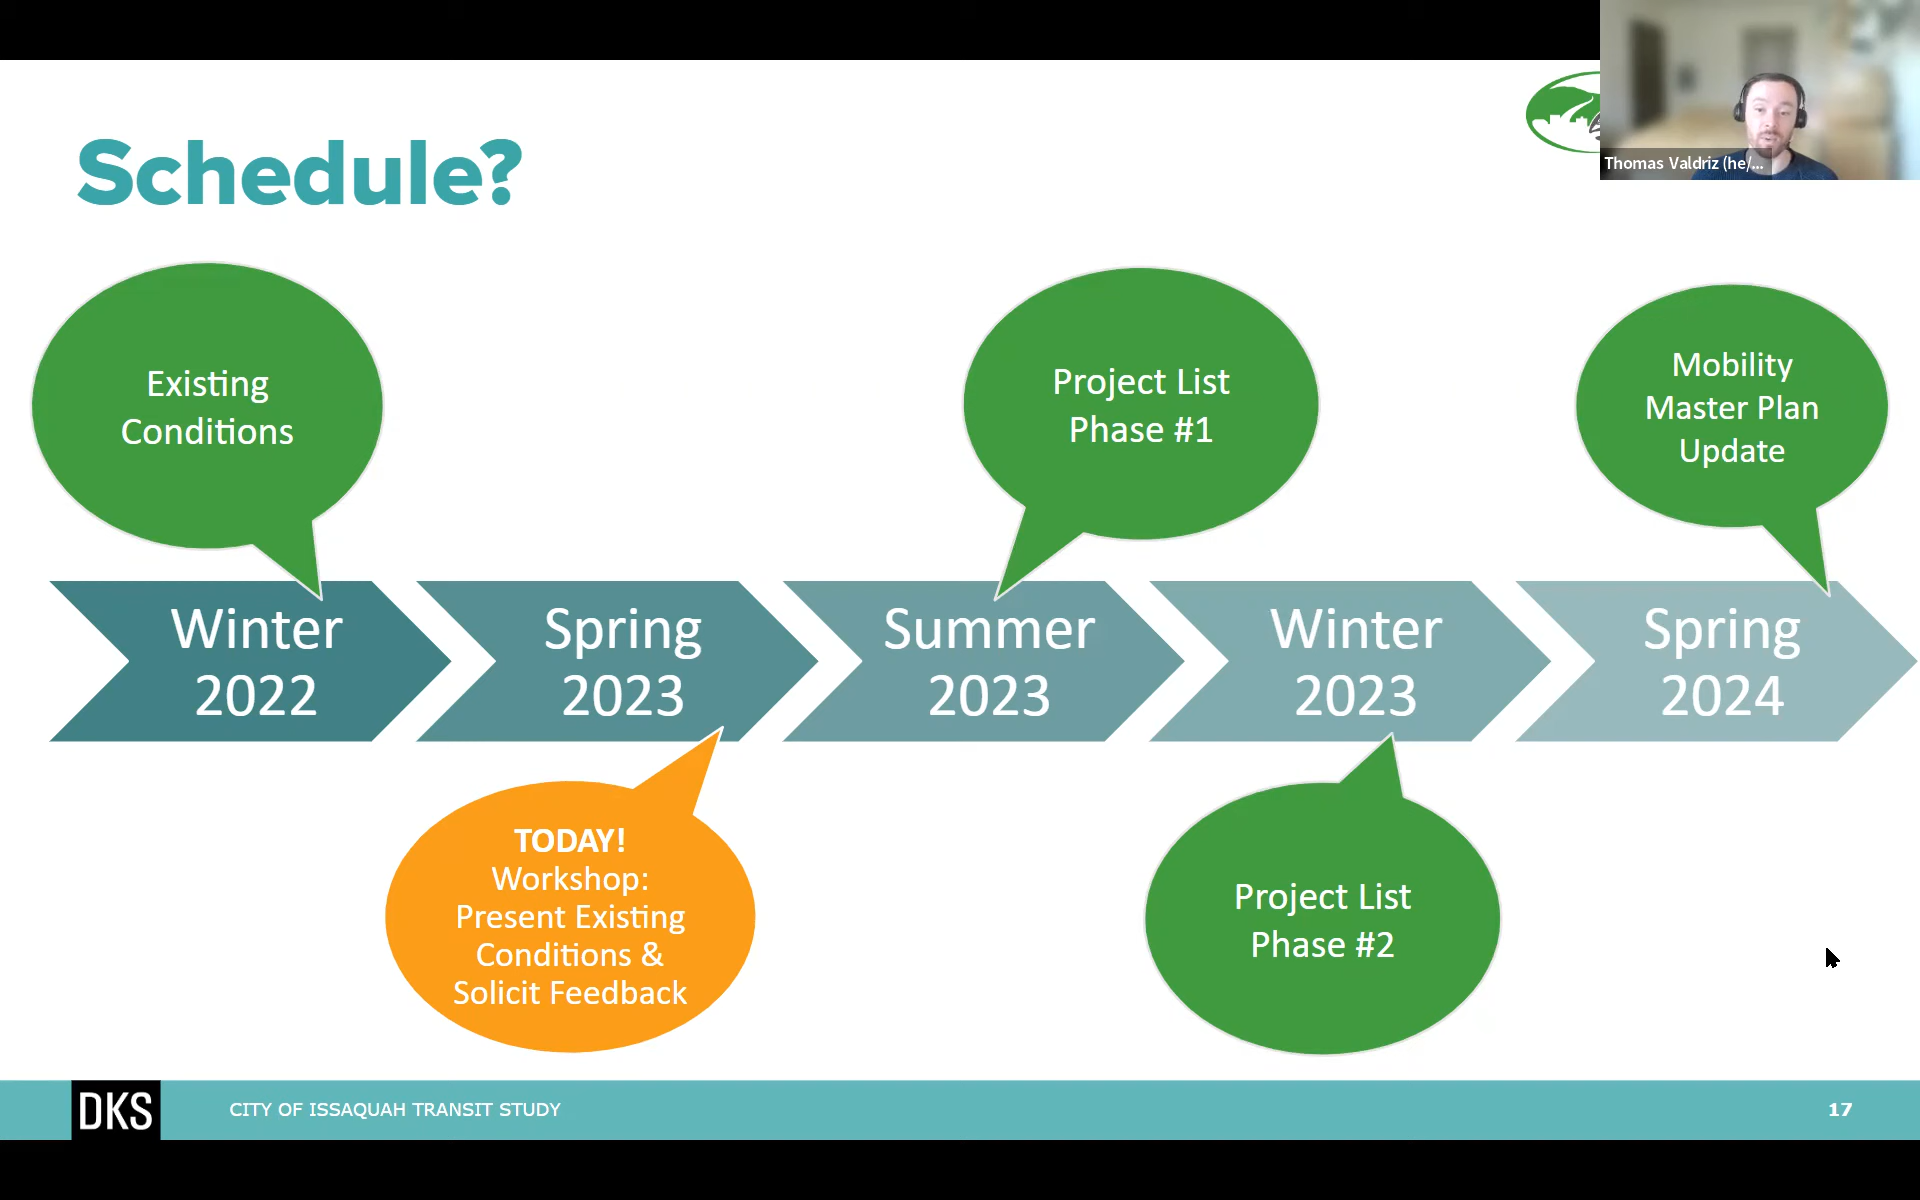 Thomas Valdriz (he/...
Schedule?
Existing
Conditions
Project List
Phase #1
Mobility
Master Plan
Update
Winter
2022
Spring
2023
Summer
2023
Winter
2023
Spring
2024
TODAY!
Workshop:
Present Existing
Conditions &
Solicit Feedback
Project List
Phase #2
DKS
CITY OF ISSAQUAH TRANSIT STUDY
17